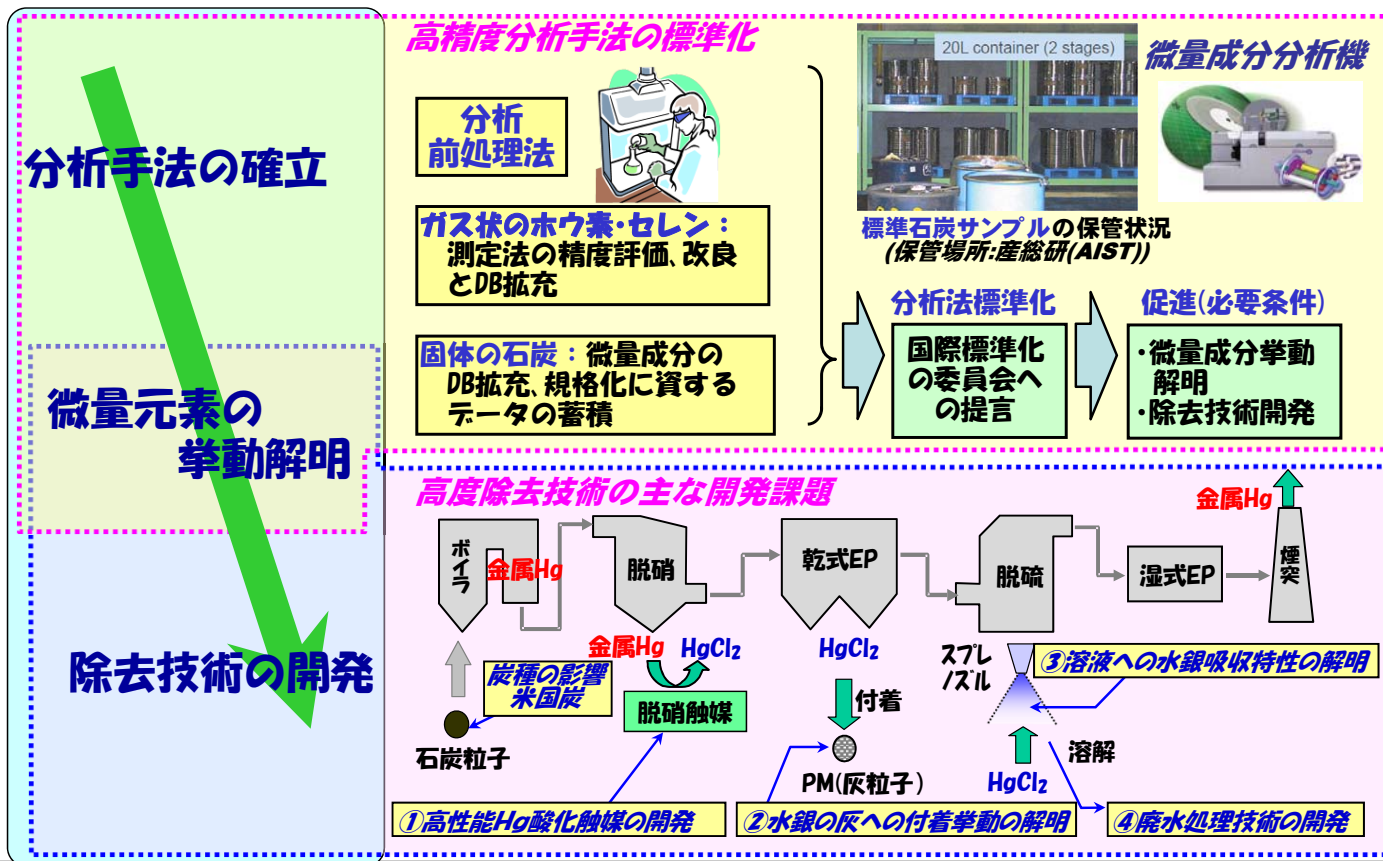 分析手法の確立
微量元素の
挙動解明
除去技術の開発
高精度分析手法の標準化
分析
前処理法
ガス状のホウ素・セレン：
測定法の精度評価、改良
とDB拡充
固体の石炭：微量成分の
DB拡充、規格化に資する
データの蓄積
20L container (2 stages)
微量成分分析機
標準石炭サンプルの保管状況
(保管場所:産総研(AIST))
分析法標準化
国際標準化
の委員会へ
の提言
促進(必要条件)
・微量成分挙動
解明
・除去技術開発
高度除去技術の主な開発課題
ボイラ
金属Hg
脱硝
乾式EP
脱硫
湿式EP
煙突
金属Hg
石炭粒子
炭種の影響
米国炭
金属Hg
HgCl2
脱硝触媒
HgCl2
付着
PM(灰粒子)
スプレ
ノズル
HgCl2
溶解
①高性能Hg酸化触媒の開発
②水銀の灰への付着挙動の解明
③溶液への水銀吸収特性の解明
④廃水処理技術の開発